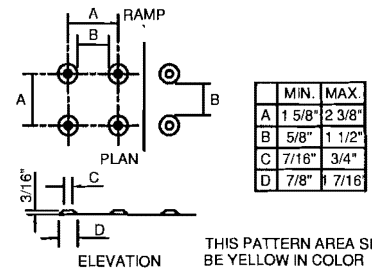 A RAMP
B
A
B
PLAN
3/16"
C
D
ELEVATION
MIN. MAX.
A 1 5/8" 2 3/8"
B 5/8" 1 1/2"
C 7/16" 3/4"
D 7/8" 1 7/16"
THIS PATTERN AREA
BE YELLOW IN COLOR